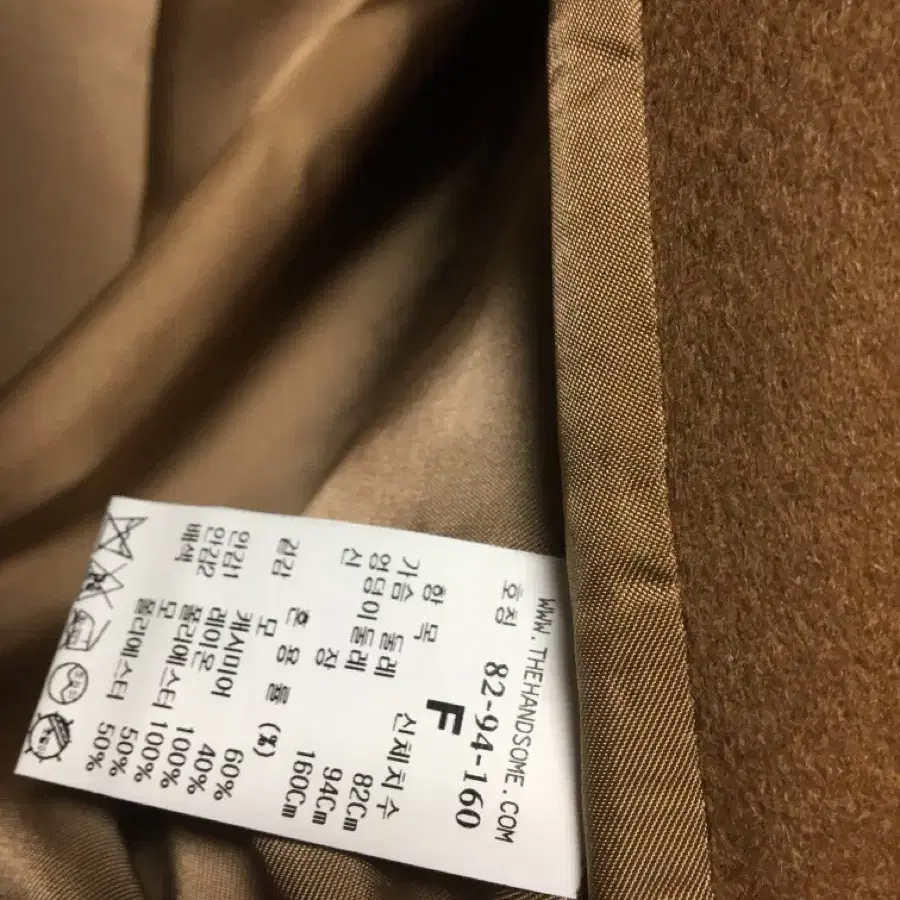 WWW.THEHANDSOME.COM
호칭 82-94-160
F
항 목 신체치수
가슴 둘레 82Cm
엉덩이둘레 94Cm
신 장 160Cm
혼 용 률 (%)
겉감 모 60%
캐시미어 40%
안감1 레이온 100%
안감2 폴리에스터 100%
배색 모 50%
폴리에스터 50%